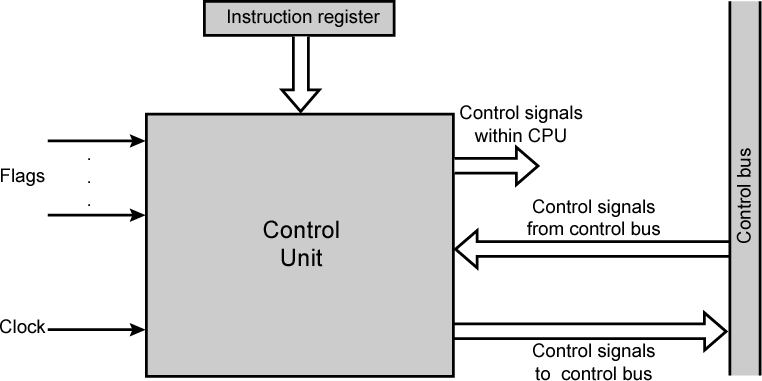 Instruction register
Control signals
within CPU
Flags
Control
Unit
Control signals
from control bus
Control bus
Clock
Control signals
to control bus